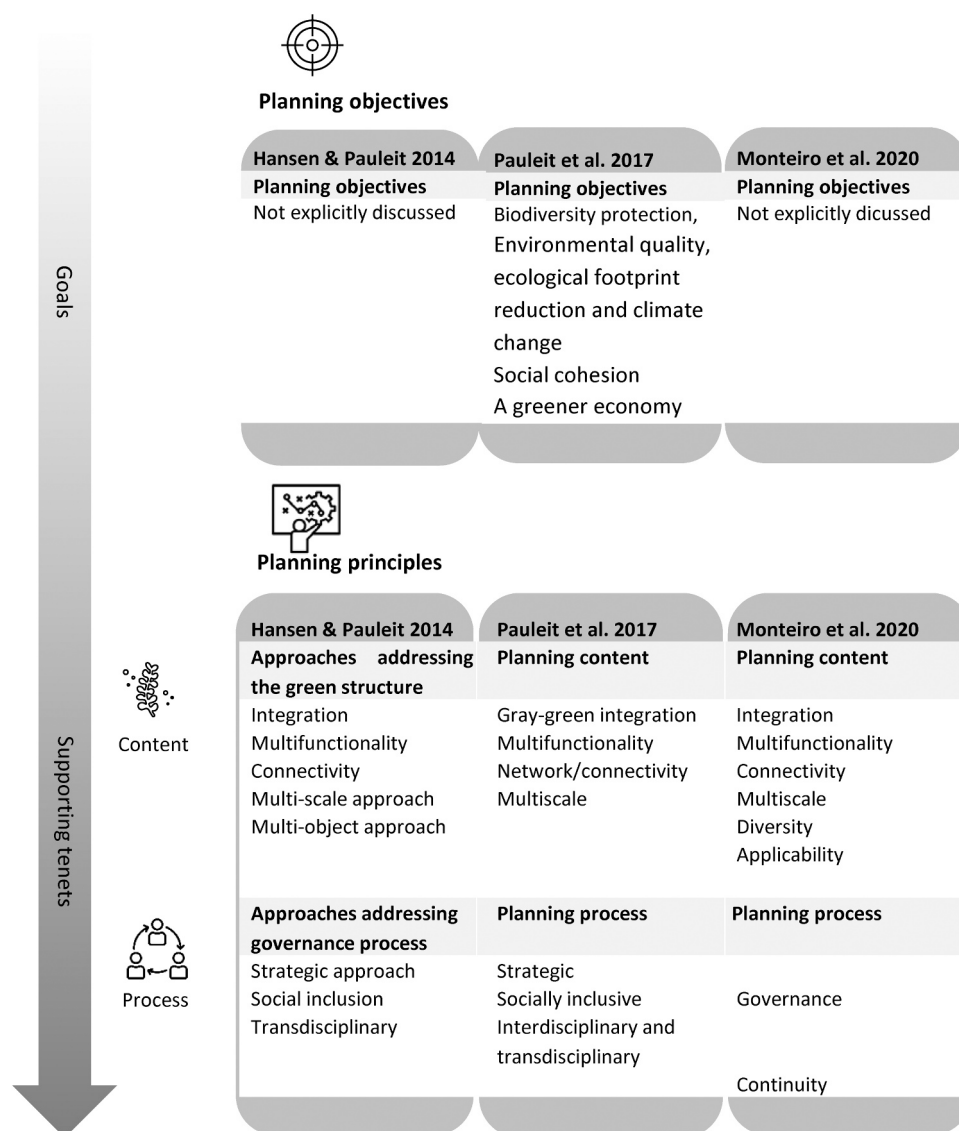 Planning objectives
Goals
Hansen & Pauleit 2014
Planning objectives
Not explicitly discussed
Pauleit et al. 2017
Planning objectives
Biodiversity protection,
Environmental quality,
ecological footprint
reduction and climate
change
Social cohesion
A greener economy
Monteiro et al. 2020
Planning objectives
Not explicitly dicussed
Planning principles
Supporting tenets
Content
Hansen & Pauleit 2014
Approaches addressing
the green structure
Integration
Multifunctionality
Connectivity
Multi-scale approach
Multi-object approach
Pauleit et al. 2017
Planning content
Gray-green integration
Multifunctionality
Network/connectivity
Multiscale
Monteiro et al. 2020
Planning content
Integration
Multifunctionality
Connectivity
Multiscale
Diversity
Applicability
Process
Approaches addressing
governance process
Strategic approach
Social inclusion
Transdisciplinary
Planning process
Strategic
Socially inclusive
Interdisciplinary and
transdisciplinary
Planning process
Governance
Continuity